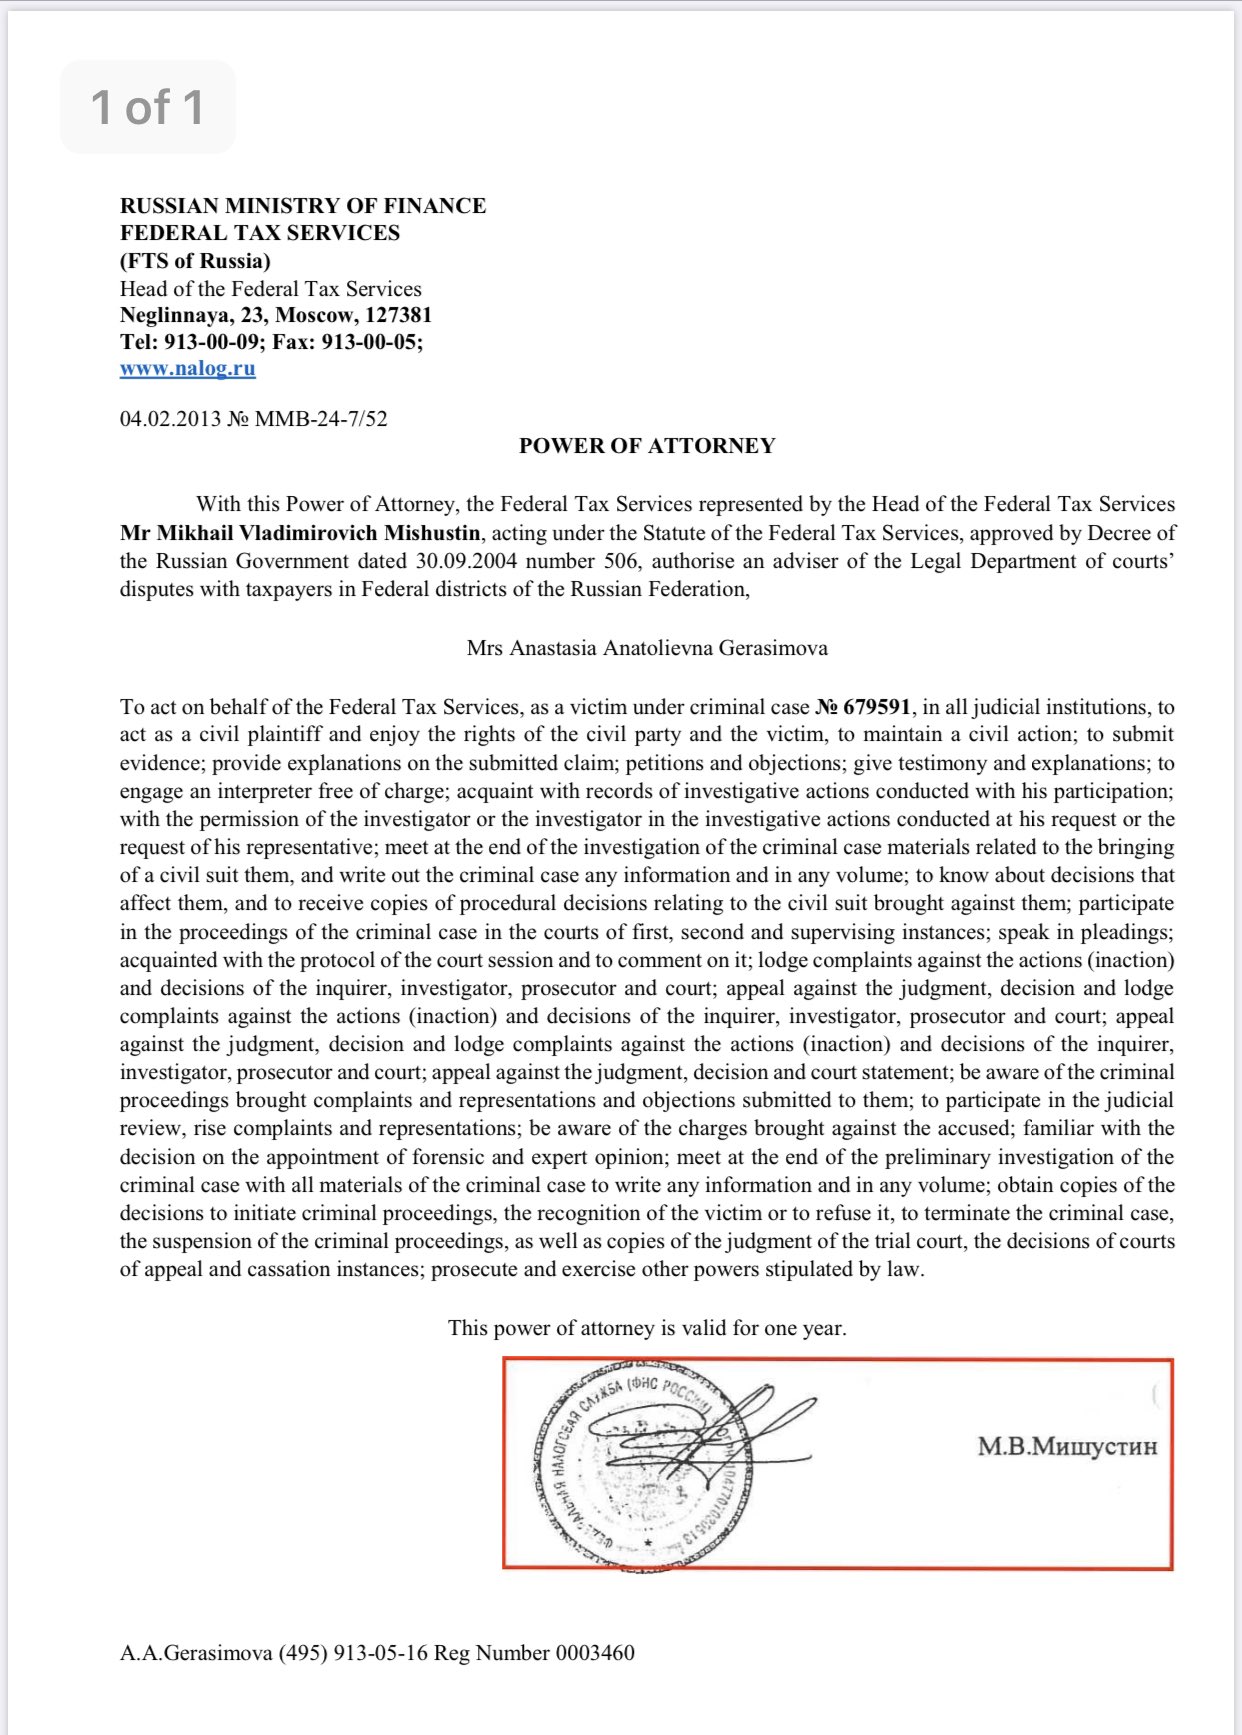 1 of 1
RUSSIAN MINISTRY OF FINANCE
FEDERAL TAX SERVICES
(FTS of Russia)
Head of the Federal Tax Services
Neglinnaya, 23, Moscow, 127381
Tel: 913-00-09; Fax: 913-00-05;
www.nalog.ru
04.02.2013 № MMB-24-7/52
POWER OF ATTORNEY
With this Power of Attorney, the Federal Tax Services represented by the Head of the Federal Tax Services
Mr Mikhail Vladimirovich Mishustin, acting under the Statute of the Federal Tax Services, approved by Decree of
the Russian Government dated 30.09.2004 number 506, authorise an adviser of the Legal Department of courts’
disputes with taxpayers in Federal districts of the Russian Federation,
Mrs Anastasia Anatolievna Gerasimova
To act on behalf of the Federal Tax Services, as a victim under criminal case № 679591, in all judicial institutions, to
act as a civil plaintiff and enjoy the rights of the civil party and the victim, to maintain a civil action; to submit
evidence; provide explanations on the submitted claim; petitions and objections; give testimony and explanations; to
engage an interpreter free of charge; acquaint with records of investigative actions conducted with his participation;
with the permission of the investigator or the investigator in the investigative actions conducted at his request or the
request of his representative; meet at the end of the investigation of the criminal case materials related to the bringing
of a civil suit them, and write out the criminal case any information and in any volume; to know about decisions that
affect them, and to receive copies of procedural decisions relating to the civil suit brought against them; participate
in the proceedings of the criminal case in the courts of first, second and supervising instances; speak in pleadings;
acquainted with the protocol of the court session and to comment on it; lodge complaints against the actions (inaction)
and decisions of the inquirer, investigator, prosecutor and court; appeal against the judgment, decision and lodge
complaints against the actions (inaction) and decisions of the inquirer, investigator, prosecutor and court; appeal
against the judgment, decision and lodge complaints against the actions (inaction) and decisions of the inquirer,
investigator, prosecutor and court; appeal against the judgment, decision and court statement; be aware of the criminal
proceedings brought complaints and representations and objections submitted to them; to participate in the judicial
review, rise complaints and representations; be aware of the charges brought against the accused; familiar with the
decision on the appointment of forensic and expert opinion; meet at the end of the preliminary investigation of the
criminal case with all materials of the criminal case to write any information and in any volume; obtain copies of the
decisions to initiate criminal proceedings, the recognition of the victim or to refuse it, to terminate the criminal case,
the suspension of the criminal proceedings, as well as copies of the judgment of the trial court, the decisions of courts
of appeal and cassation instances; prosecute and exercise other powers stipulated by law.
This power of attorney is valid for one year.
ФЕДЕРАЛЬНАЯ НАЛОГОВАЯ СЛУЖБА (ФНС РОССИИ)
М.В.Мишустин
A.A.Gerasimova (495) 913-05-16 Reg Number 0003460